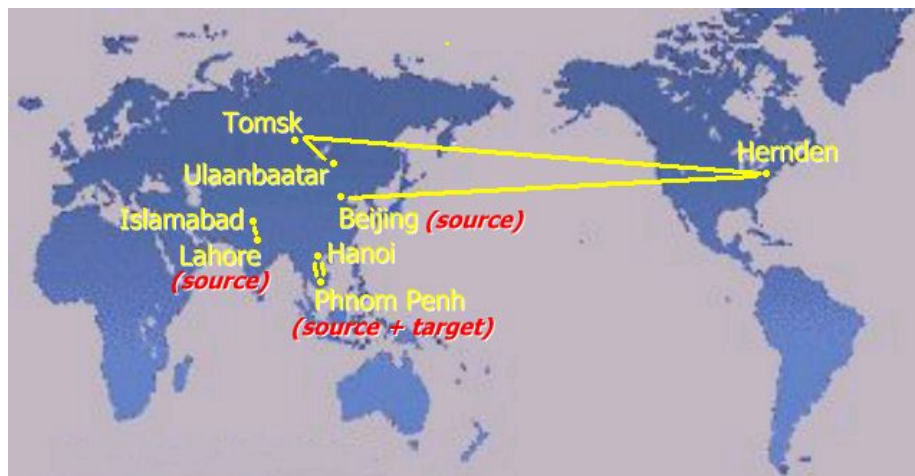 Tomsk
Hernden
Ulaanbaatar
Islamabad
Beijing (source)
Lahore
(source)
Hanoi
Phnom Penh
(source + target)